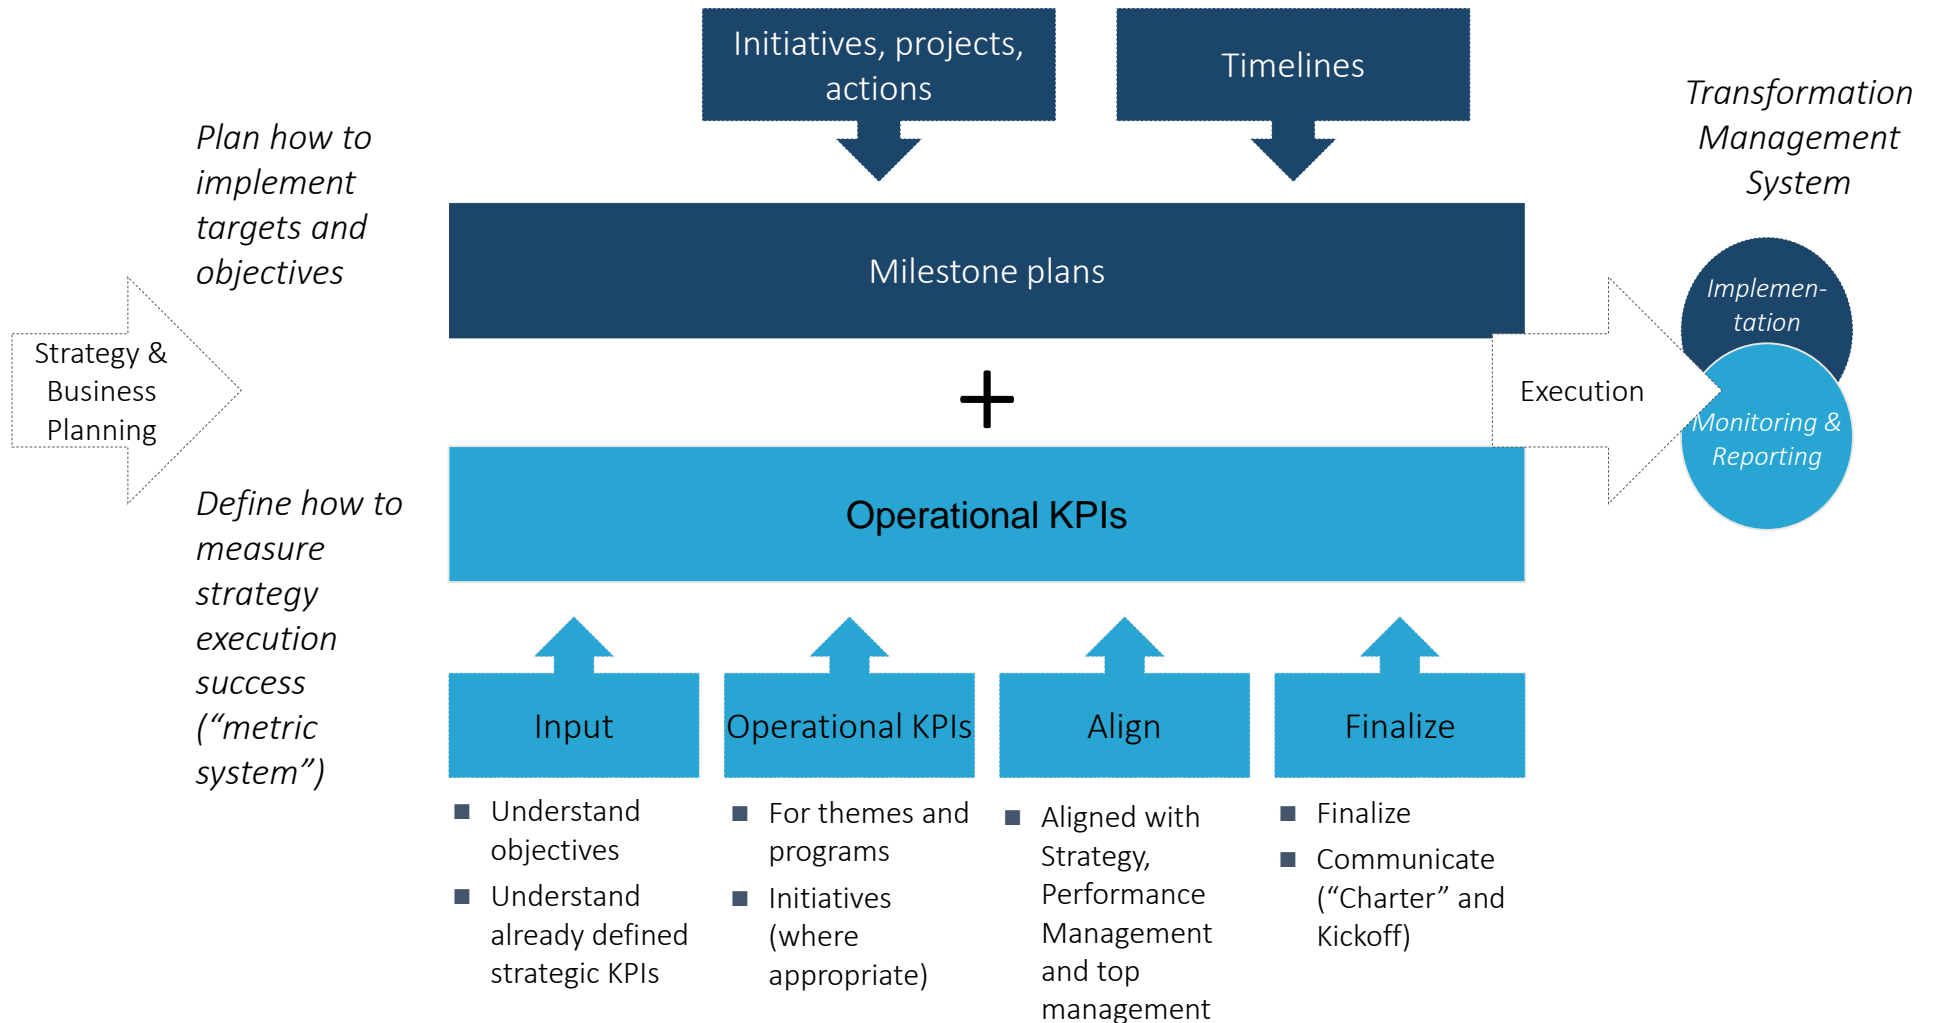 Initiatives, projects,
actions
Timelines
Transformation
Management
System
Plan how to
implement
targets and
objectives
Milestone plans
Implemen-
tation
Strategy &
Business
Planning
+
Execution
Monitoring &
Reporting
Define how to
measure
strategy
execution
success
(“metric
system”)
Operational KPIs
Input
Operational KPIs
Align
Finalize
■ Understand
objectives
■ Understand
already defined
strategic KPIs
■ For themes and
programs
■ Initiatives
(where
appropriate)
■ Aligned with
Strategy,
Performance
Management
and top
management
■ Finalize
■ Communicate
(“Charter” and
Kickoff)